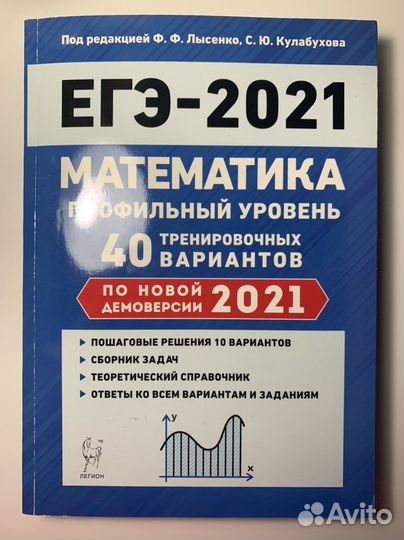 Под редакцией Ф. Ф. Лысенко, С. Ю. Кулабухова
ЕГЭ-2021
МАТЕМАТИКА
ПРОФИЛЬНЫЙ УРОВЕНЬ
40 ТРЕНИРОВОЧНЫХ
ВАРИАНТОВ
ПО НОВОЙ
ДЕМОВЕРСИИ 2021
ПОШАГОВЫЕ РЕШЕНИЯ 10 ВАРИАНТОВ
СБОРНИК ЗАДАЧ
ТЕОРЕТИЧЕСКИЙ СПРАВОЧНИК
ОТВЕТЫ КО ВСЕМ ВАРИАНТАМ И ЗАДАНИЯМ
y
x
TM
ЛЕГИОН
Avito